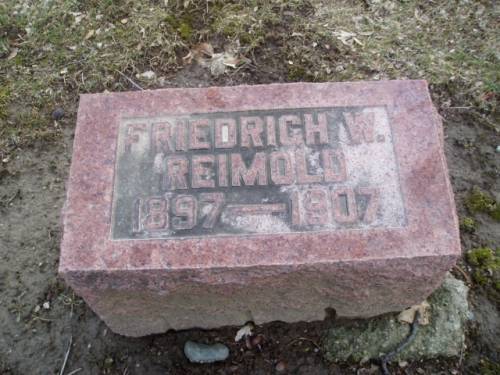 FRIEDRICH W.
REIMOLD
1897—1907